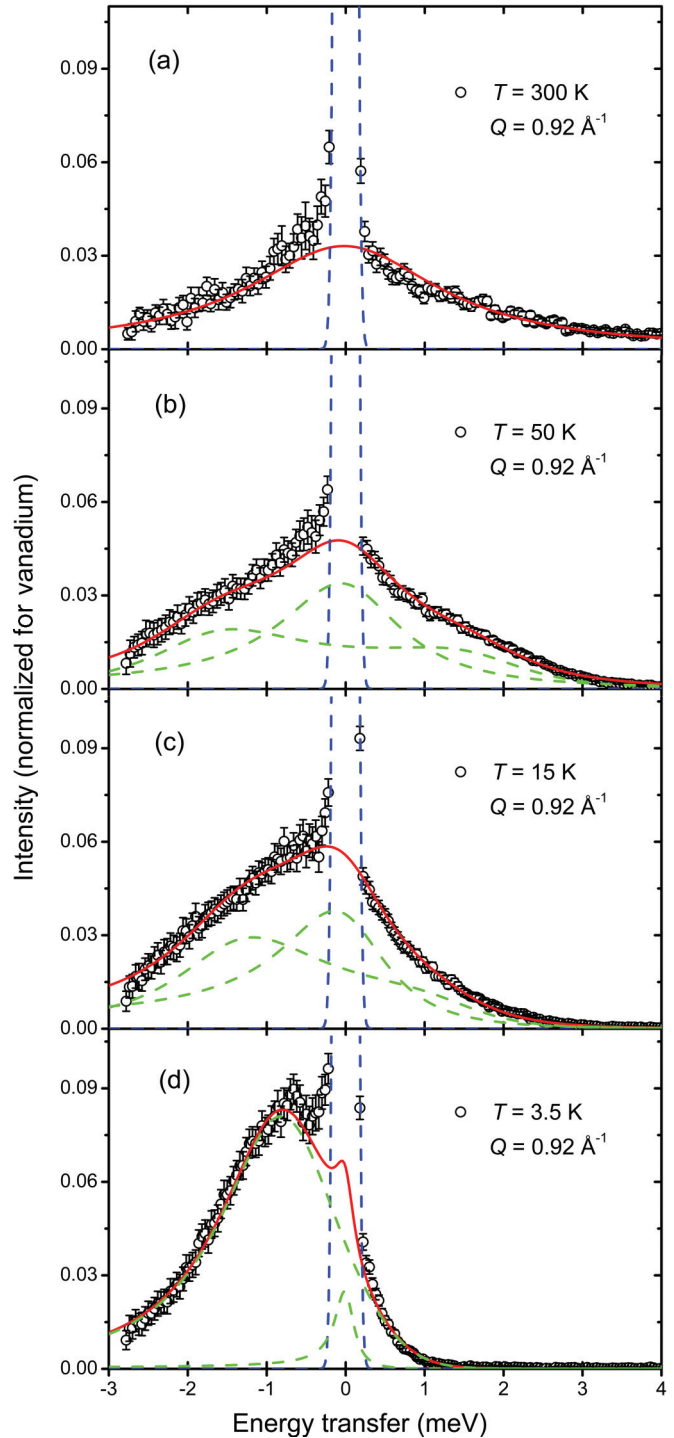 (a)
T = 300 K
Q = 0.92 Å⁻¹
0.09
0.06
0.03
0.00
(b)
T = 50 K
Q = 0.92 Å⁻¹
0.09
0.06
0.03
0.00
(c)
T = 15 K
Q = 0.92 Å⁻¹
0.09
0.06
0.03
0.00
(d)
T = 3.5 K
Q = 0.92 Å⁻¹
0.09
0.06
0.03
0.00
-3 -2 -1 0 1 2 3 4
Energy transfer (meV)
Intensity (normalized for vanadium)